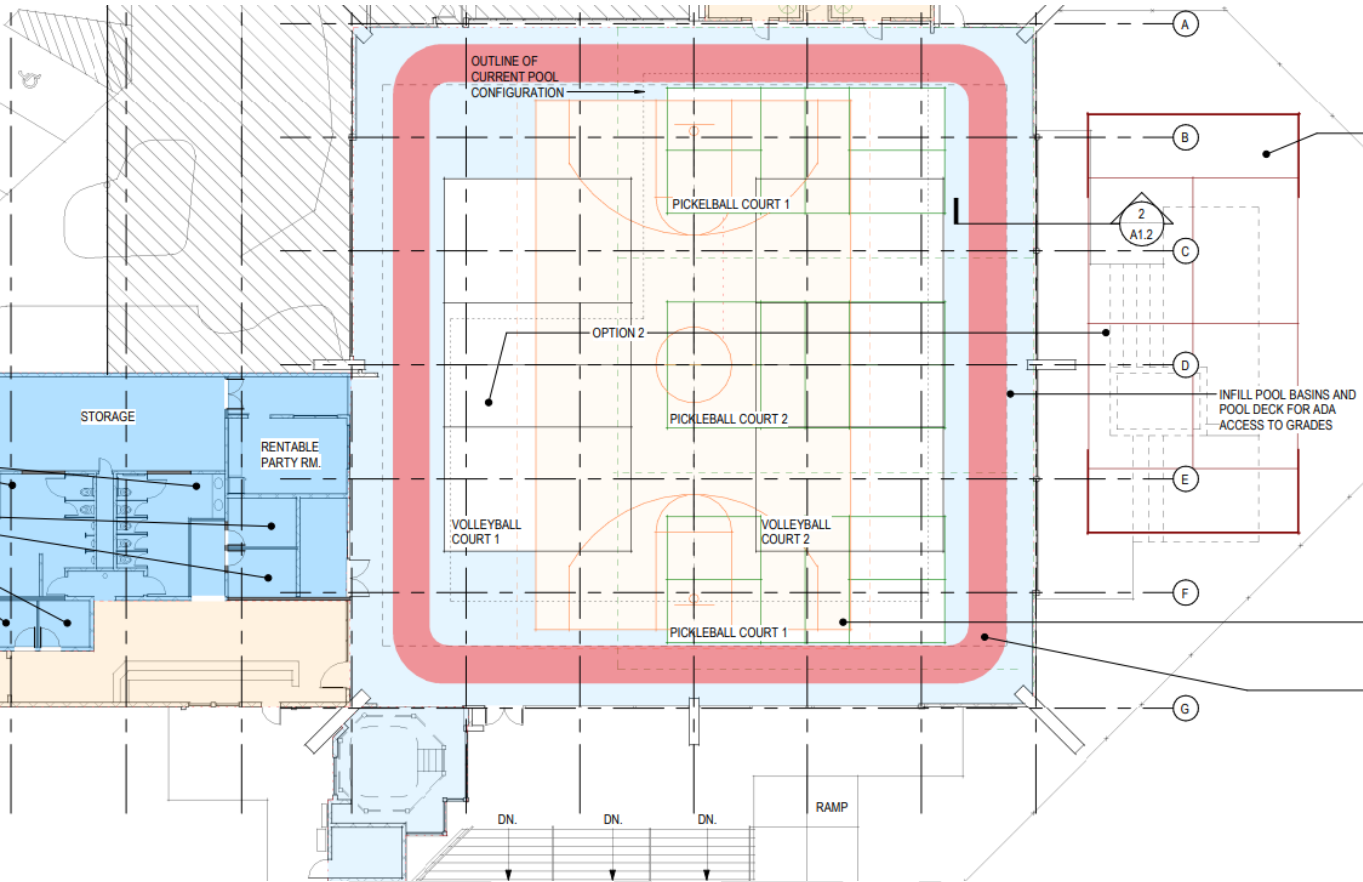 A
OUTLINE OF
CURRENT POOL
CONFIGURATION
B
PICKELBALL COURT 1
2
A1.2
C
OPTION 2
D
INFILL POOL BASINS AND
POOL DECK FOR ADA
ACCESS TO GRADES
STORAGE
PICKLEBALL COURT 2
RENTABLE
PARTY RM.
E
VOLLEYBALL
COURT 1
VOLLEYBALL
COURT 2
F
PICKLEBALL COURT 1
G
RAMP
DN.
DN.
DN.